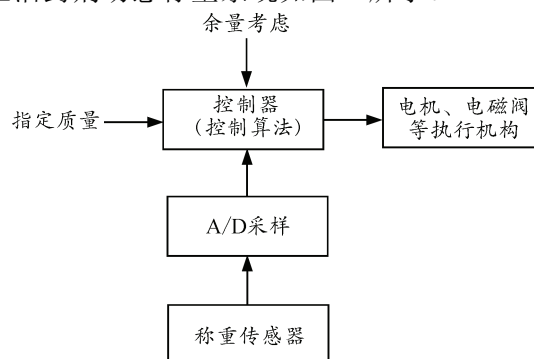 余量考虑
控制器
(控制算法)
指定质量
电机、电磁阀
等执行机构
A/D采样
称重传感器